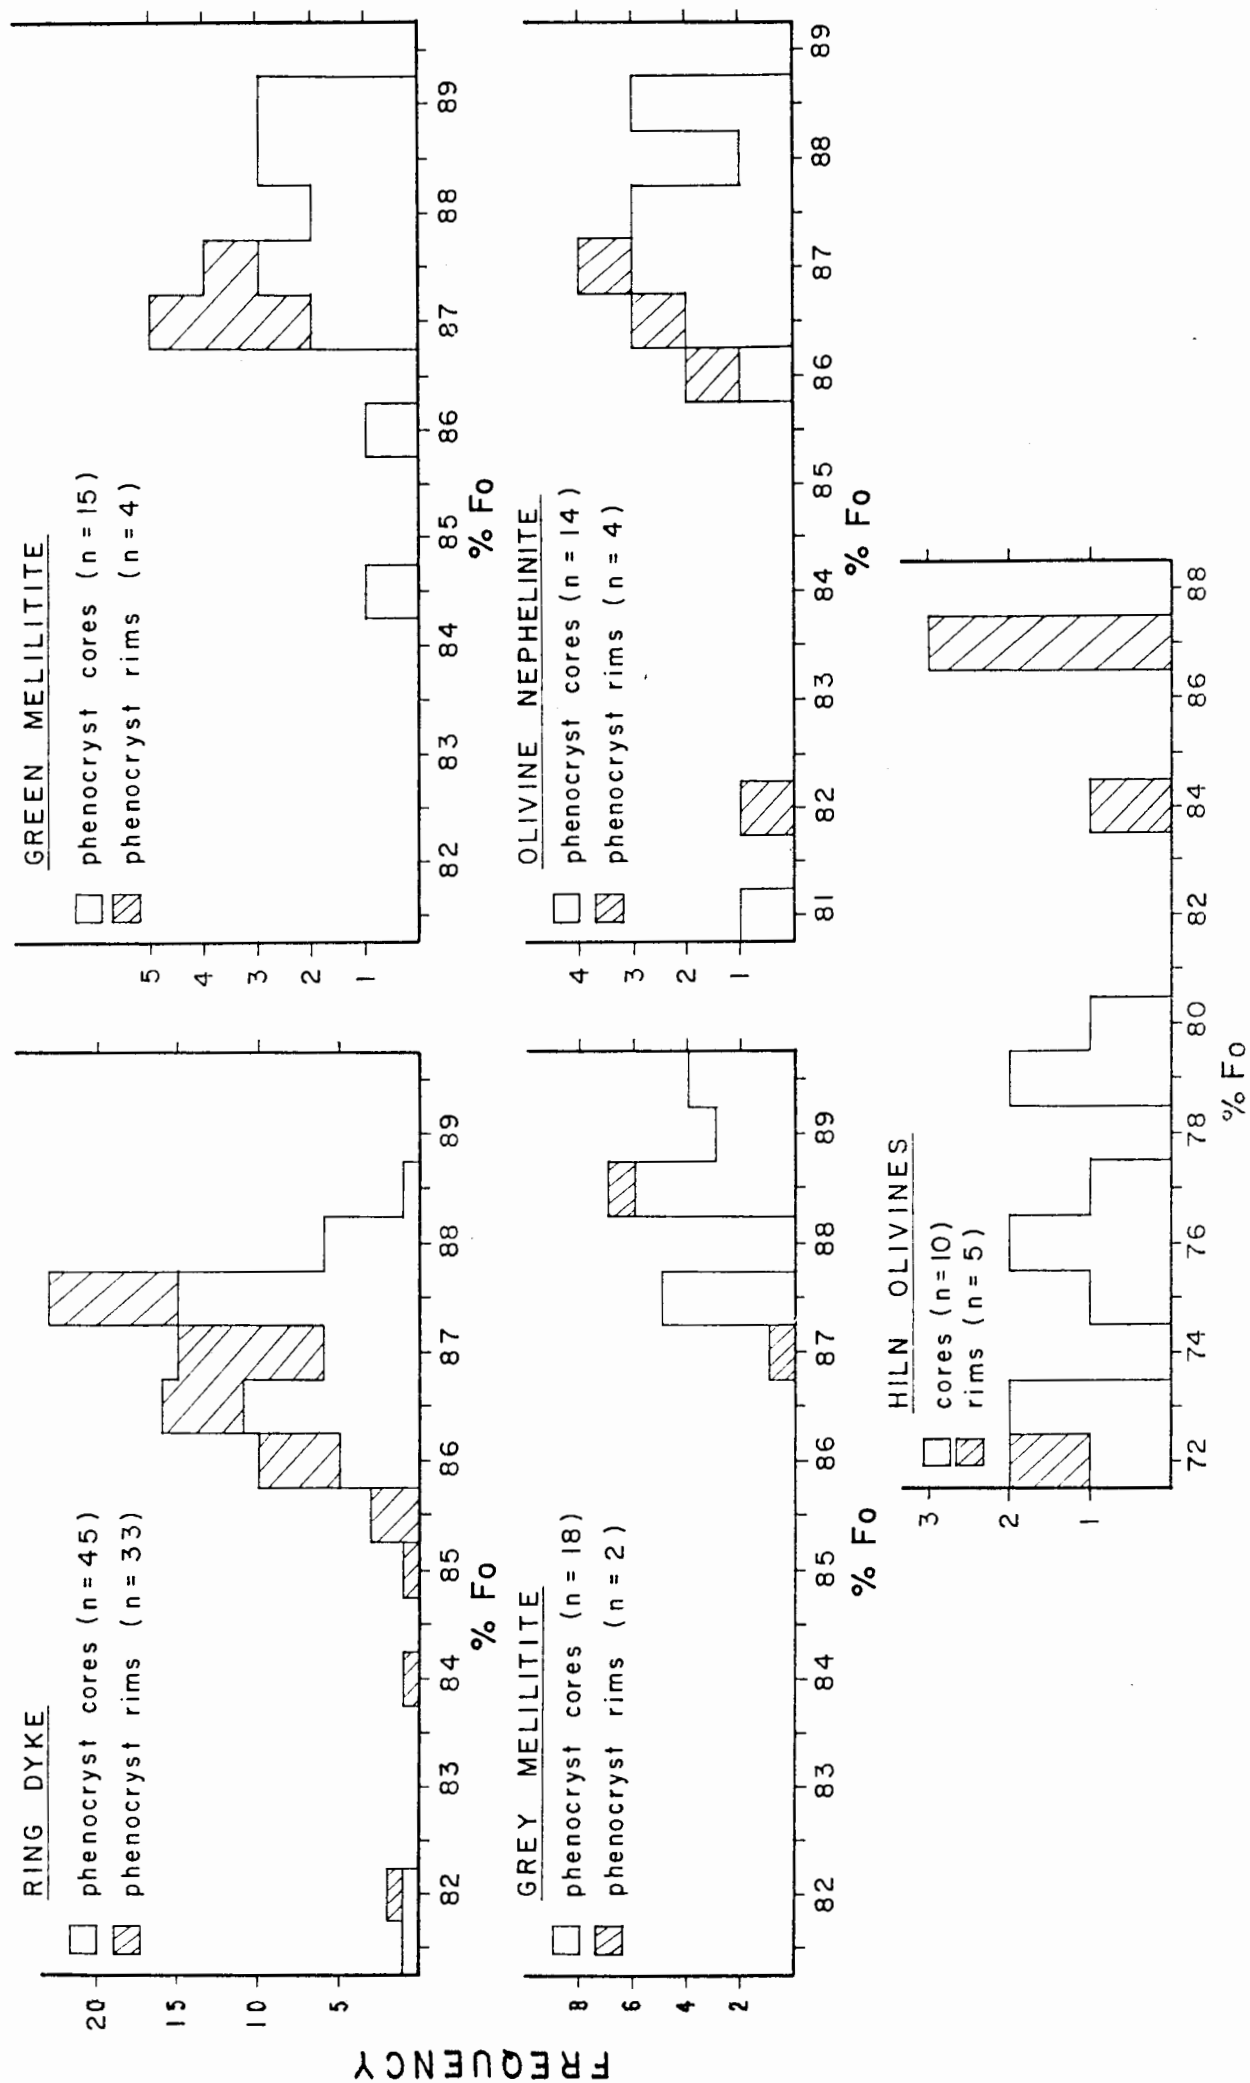 FREQUENCY
RING DYKE
phenocryst cores (n = 45)
phenocryst rims (n = 33)
20
15
10
5
82 83 84 85 86 87 88 89
% Fo
GREEN MELILITITE
phenocryst cores (n = 15)
phenocryst rims (n = 4)
5
4
3
2
1
82 83 84 85 86 87 88 89
% Fo
GREY MELILITITE
phenocryst cores (n = 18)
phenocryst rims (n = 2)
8
6
4
2
82 83 84 85 86 87 88 89
% Fo
OLIVINE NEPHELINITE
phenocryst cores (n = 14)
phenocryst rims (n = 4)
4
3
2
1
81 82 83 84 85 86 87 88 89
% Fo
HILN OLIVINES
cores (n = 10)
rims (n = 5)
3
2
1
72 74 76 78 80 82 84 86 88
% Fo